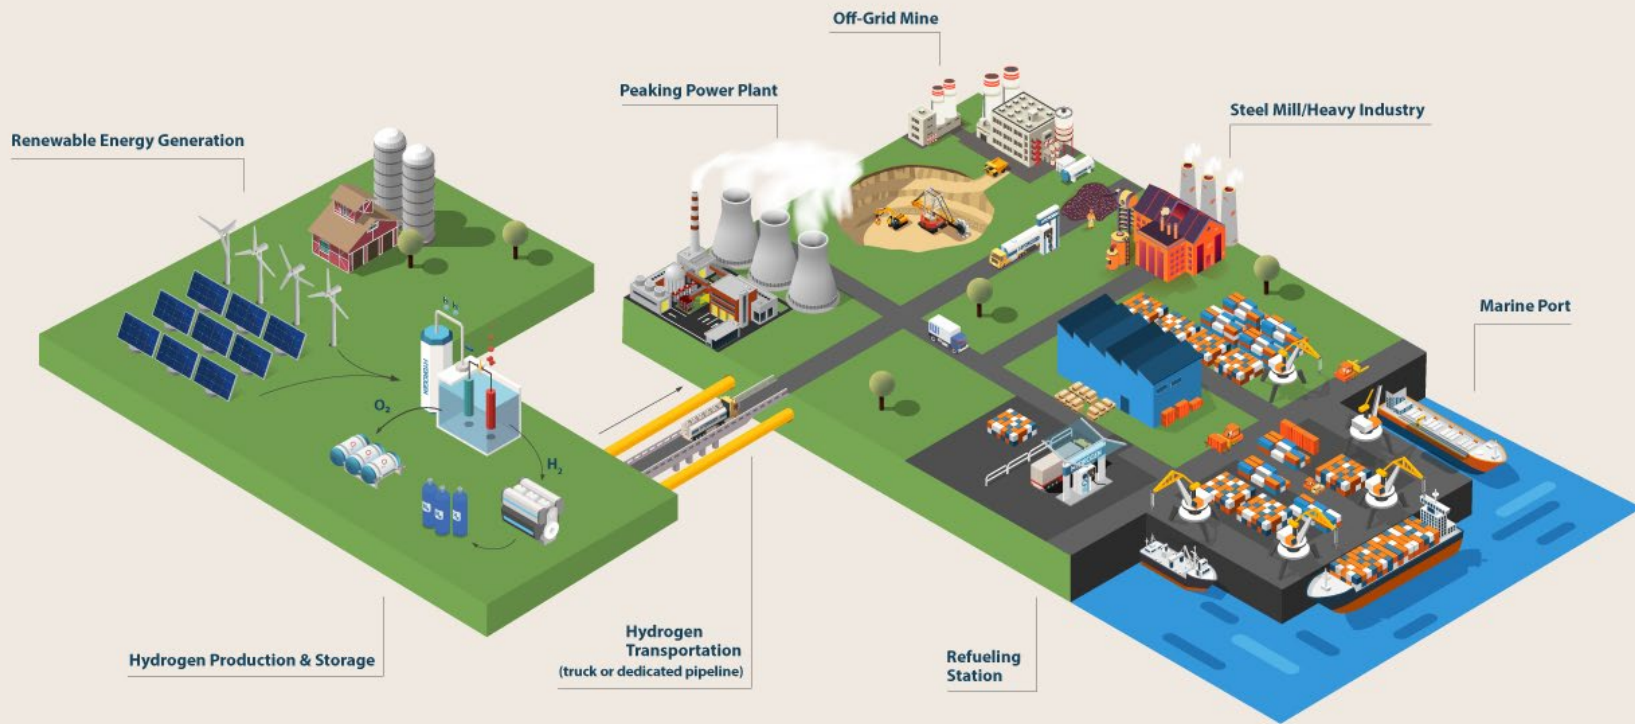 Off-Grid Mine
Peaking Power Plant
Steel Mill/Heavy Industry
Renewable Energy Generation
Marine Port
HYDROGEN
O₂
H₂
Hydrogen
Transportation
(truck or dedicated pipeline)
Hydrogen Production & Storage
Refueling
Station